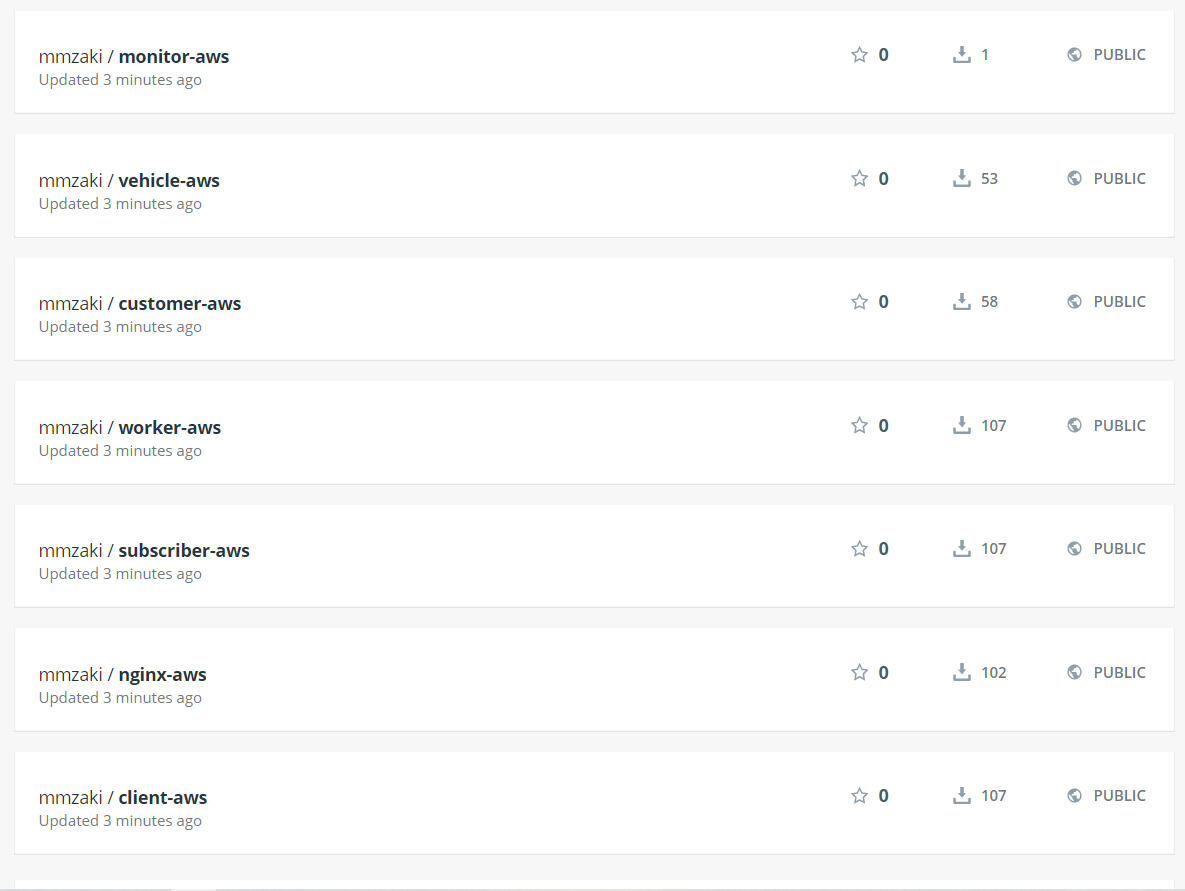 mmzaki / monitor-aws 0 1 PUBLIC
Updated 3 minutes ago
mmzaki / vehicle-aws 0 53 PUBLIC
Updated 3 minutes ago
mmzaki / customer-aws 0 58 PUBLIC
Updated 3 minutes ago
mmzaki / worker-aws 0 107 PUBLIC
Updated 3 minutes ago
mmzaki / subscriber-aws 0 107 PUBLIC
Updated 3 minutes ago
mmzaki / nginx-aws 0 102 PUBLIC
Updated 3 minutes ago
mmzaki / client-aws 0 107 PUBLIC
Updated 3 minutes ago